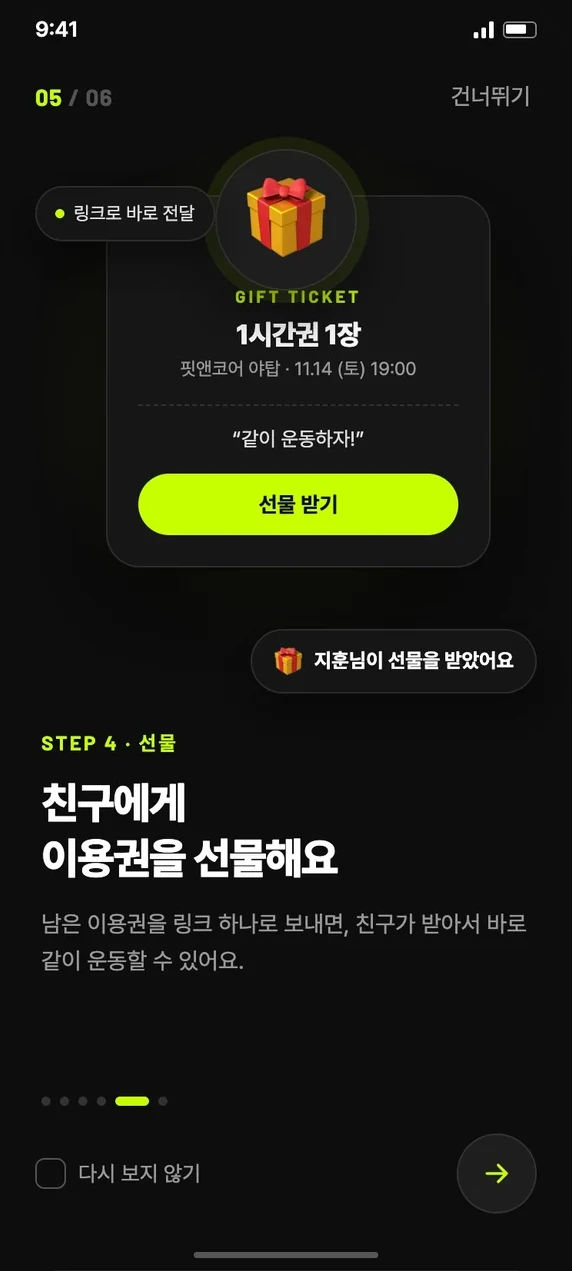 9:41
05 / 06
건너뛰기
링크로 바로 전달
GIFT TICKET
1시간권 1장
핏앤코어 야탑 · 11.14 (토) 19:00
“같이 운동하자!”
선물 받기
지훈님이 선물을 받았어요
STEP 4 · 선물
친구에게
이용권을 선물해요
남은 이용권을 링크 하나로 보내면, 친구가 받아서 바로
같이 운동할 수 있어요.
다시 보지 않기